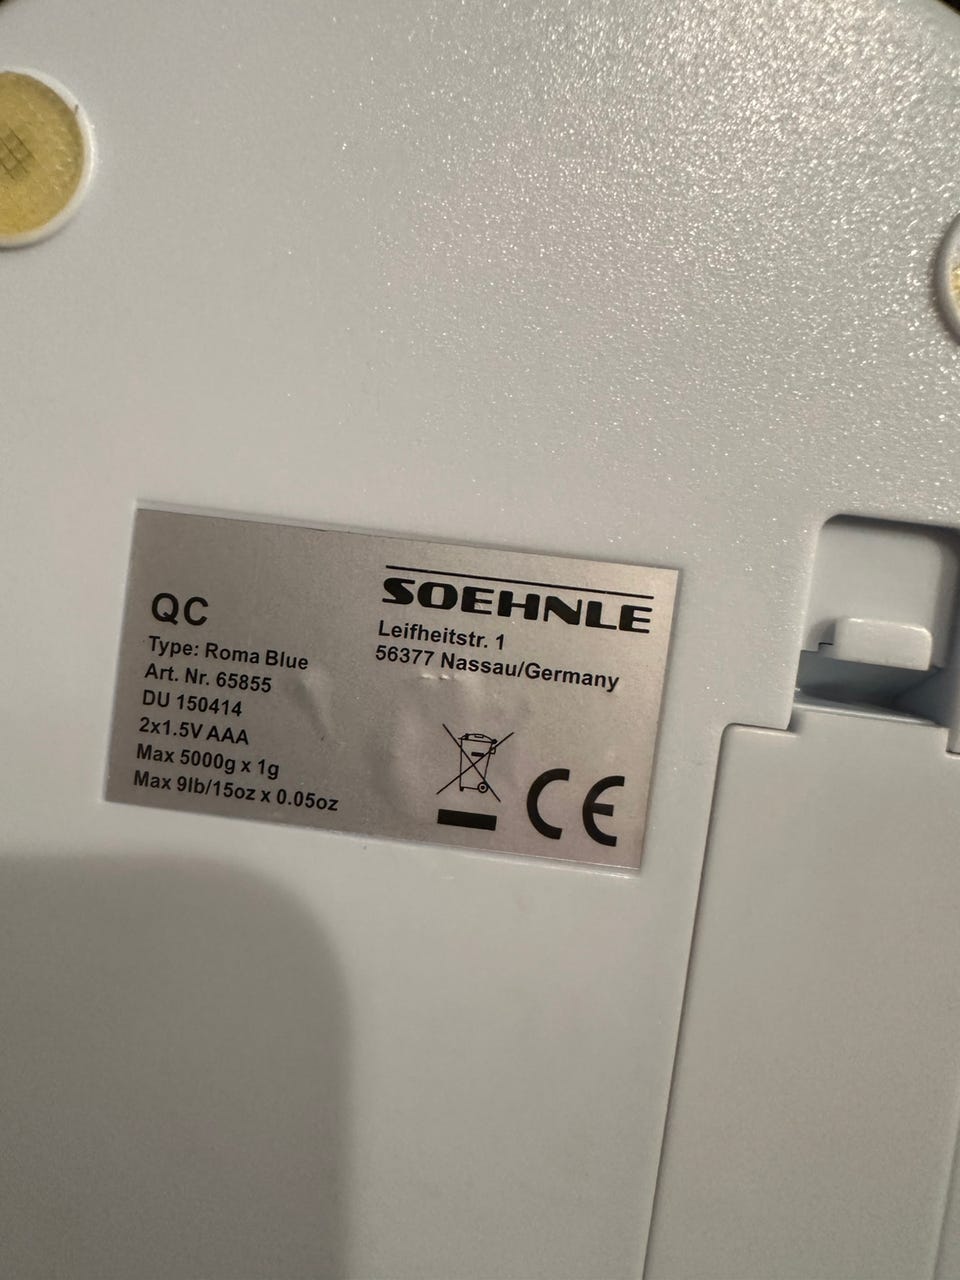 QC
Type: Roma Blue
Art. Nr. 65855
DU 150414
2x1.5V AAA
Max 5000g x 1g
Max 9lb/15oz x 0.05oz
SOEHNLE
Leifheitstr. 1
56377 Nassau/Germany
CE